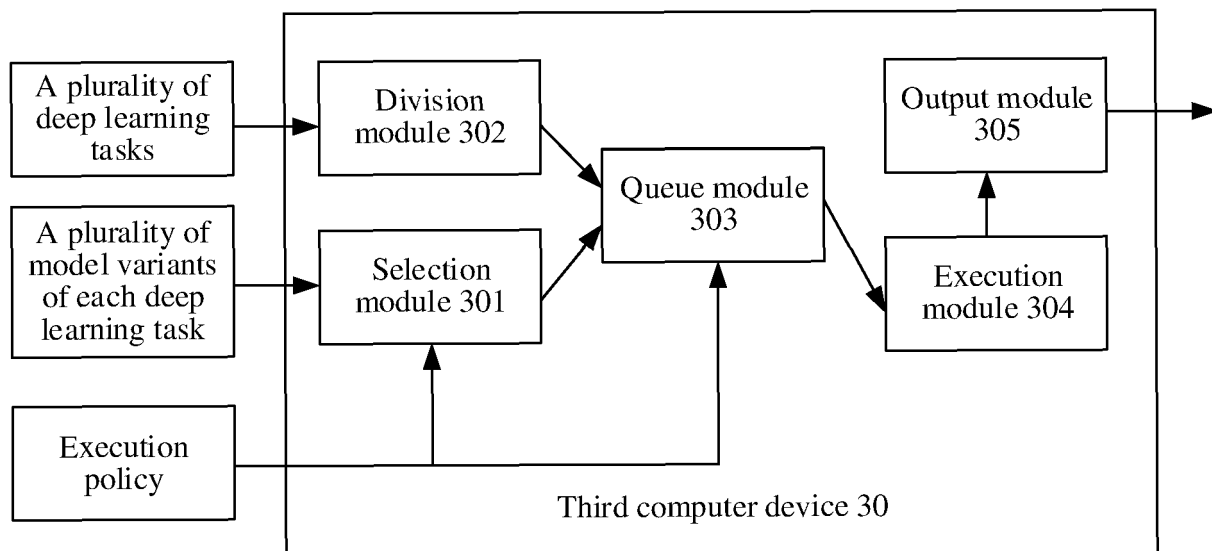 A plurality of
deep learning
tasks
Division
module 302
Output module
305
Queue module
303
A plurality of
model variants
of each deep
learning task
Selection
module 301
Execution
module 304
Execution
policy
Third computer device 30